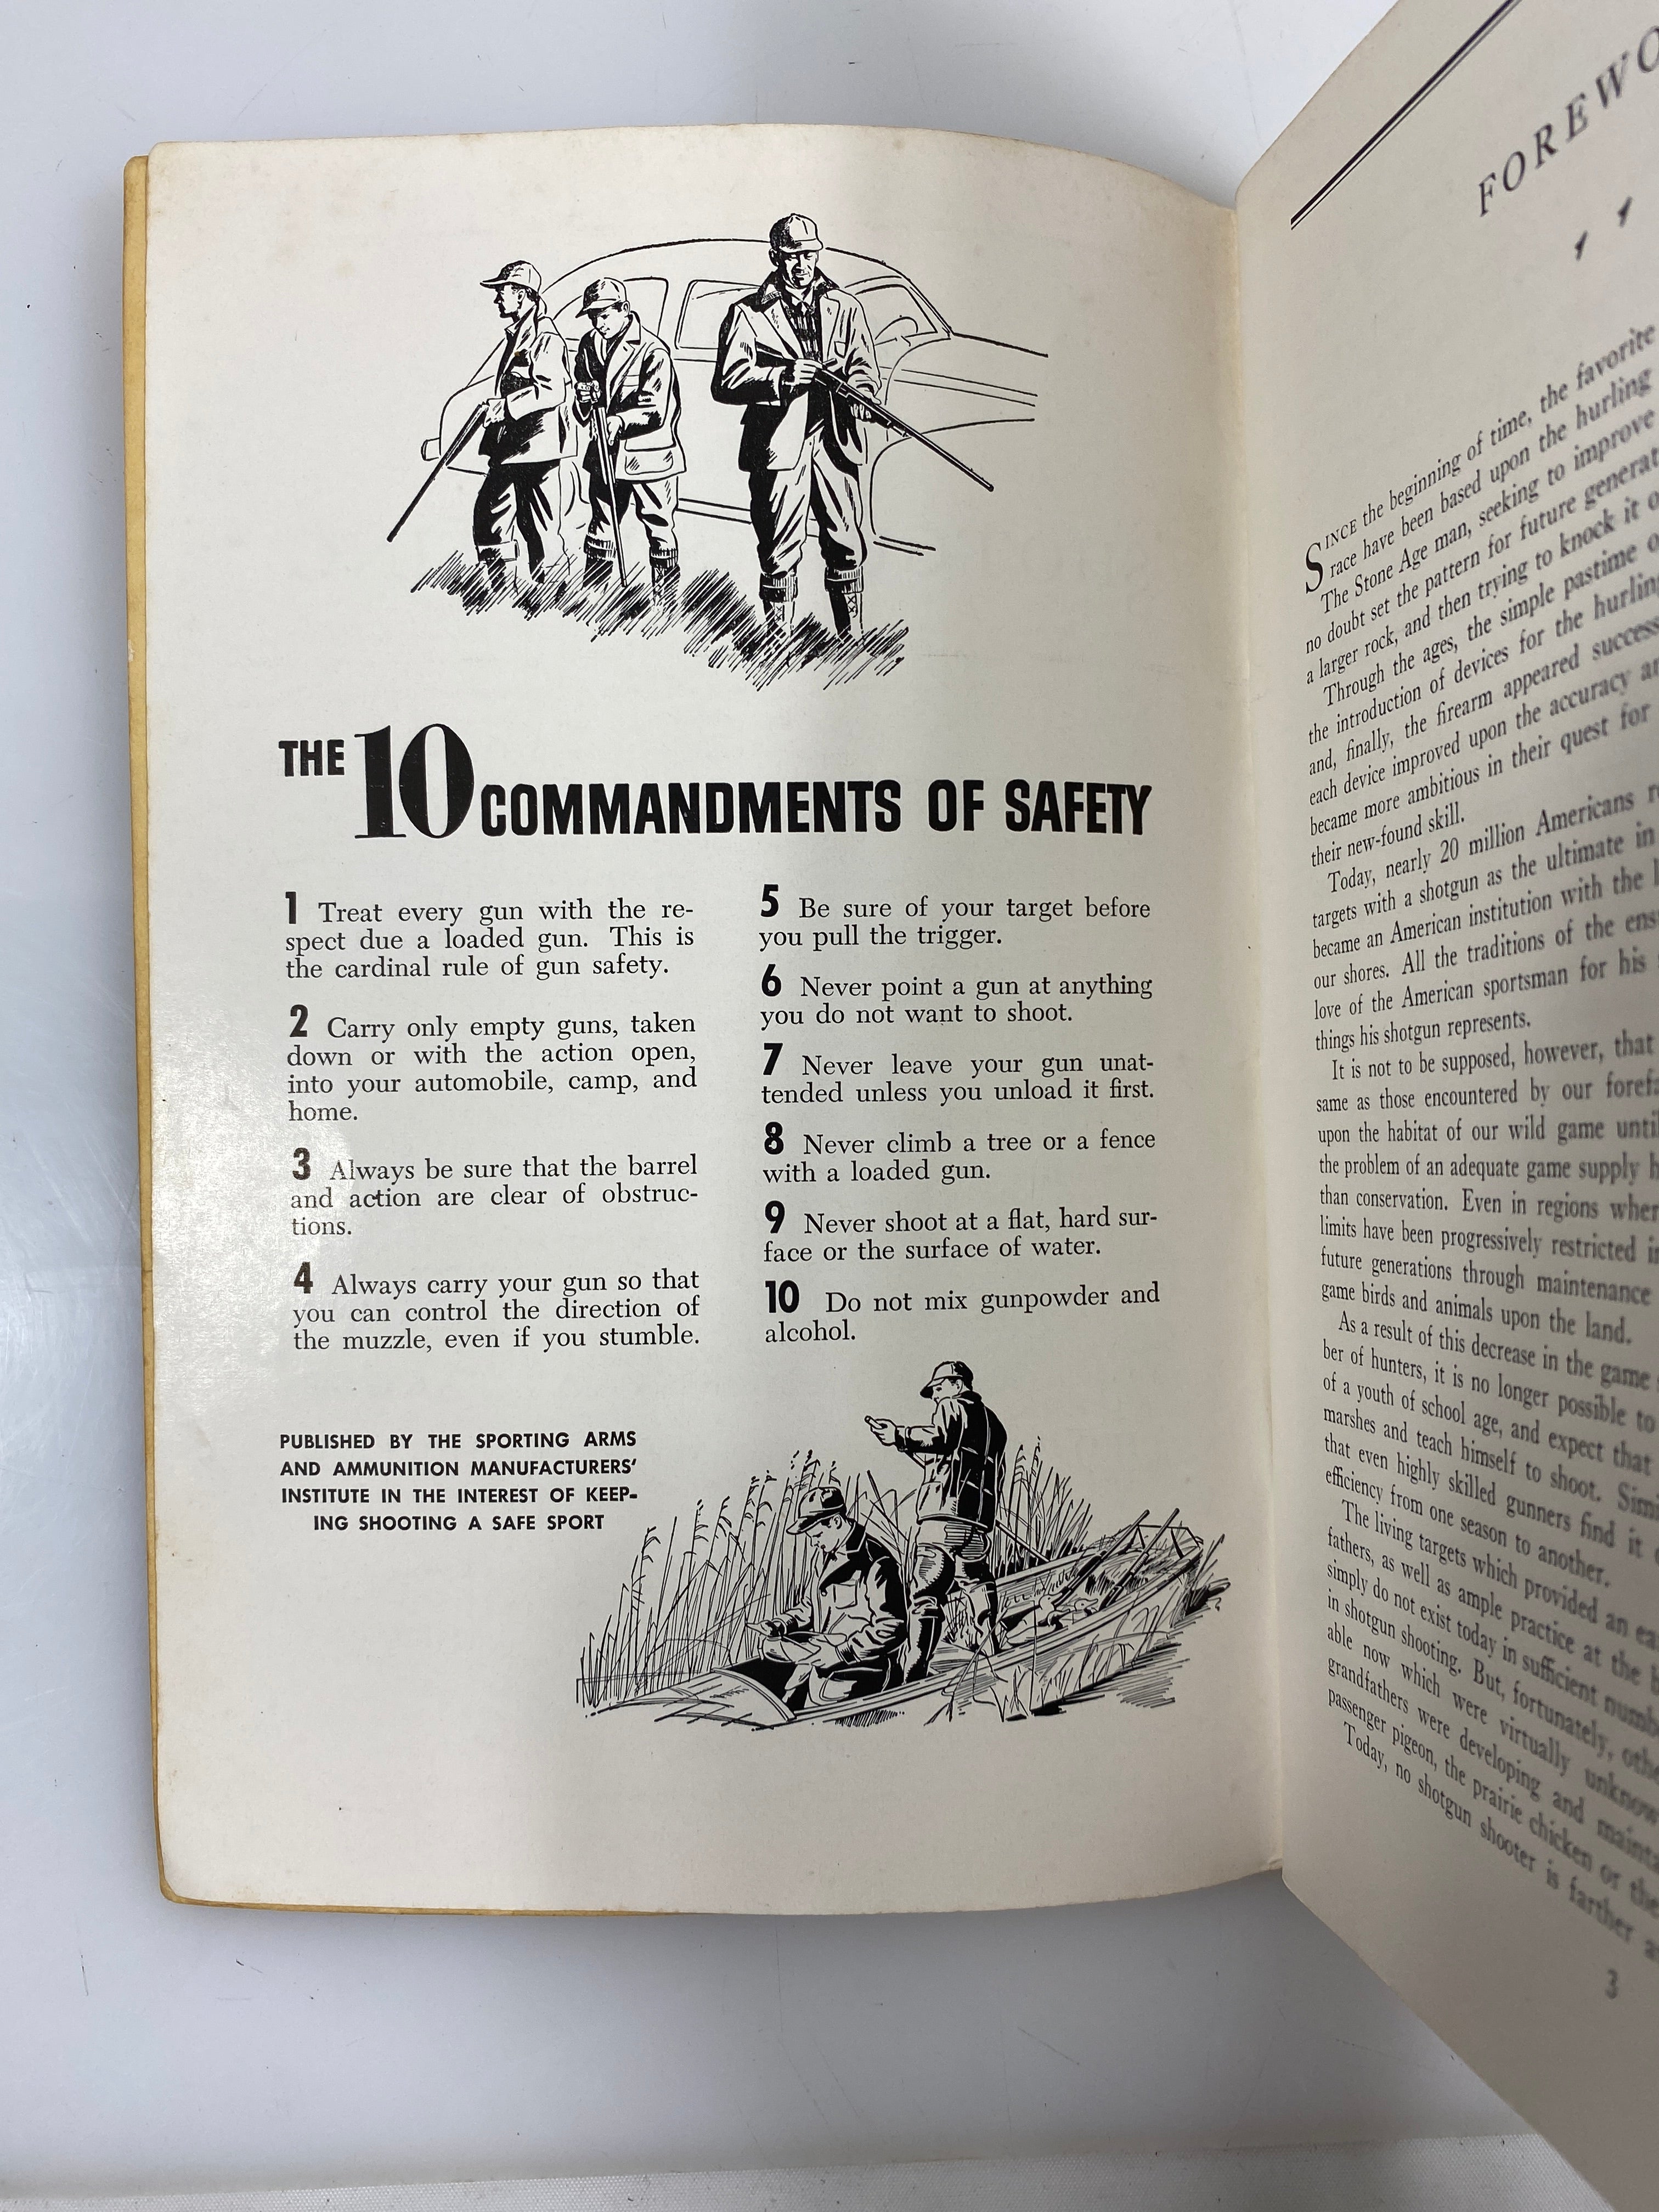 THE 10 COMMANDMENTS OF SAFETY
1 Treat every gun with the re-
spect due a loaded gun. This is
the cardinal rule of gun safety.
2 Carry only empty guns, taken
down or with the action open,
into your automobile, camp, and
home.
3 Always be sure that the barrel
and action are clear of obstruc-
tions.
4 Always carry your gun so that
you can control the direction of
the muzzle, even if you stumble.
5 Be sure of your target before
you pull the trigger.
6 Never point a gun at anything
you do not want to shoot.
7 Never leave your gun unat-
tended unless you unload it first.
8 Never climb a tree or a fence
with a loaded gun.
9 Never shoot at a flat, hard sur-
face or the surface of water.
10 Do not mix gunpowder and
alcohol.
PUBLISHED BY THE SPORTING ARMS
AND AMMUNITION MANUFACTURERS'
INSTITUTE IN THE INTEREST OF KEEP-
ING SHOOTING A SAFE SPORT
SINCE the beginning of time, the favorite
race have been based upon the hurling
The Stone Age man, seeking to improve
no doubt set the pattern for future
a larger rock, and then trying to knock it
Through the ages, the simple pastime
the introduction of devices for the
and, finally, the firearm appeared
each device improved upon the accuracy
became more ambitious in their quest for
their new-found skill.
Today, nearly 20 million Americans
targets with a shotgun as the ultimate in
became an American institution with the
our shores. All the traditions of the
love of the American sportsman for his
things his shotgun represents.
It is not to be supposed, however, that
same as those encountered by our
upon the habitat of our wild game until
the problem of an adequate game supply
than conservation. Even in regions
limits have been progressively restricted
future generations through maintenance
game birds and animals upon the land.
As a result of this decrease in the game
ber of hunters, it is no longer possible to
of a youth of school age, and expect that
marshes and teach himself to shoot.
that even highly skilled gunners find it
efficiency from one season to another.
The living targets which provided an
fathers, as well as ample practice at the
simply do not exist today in sufficient
in shotgun shooting. But, fortunately,
able now which were virtually
grandfathers were developing and
passenger pigeon, the prairie chicken or
Today, no shotgun shooter is farther
3